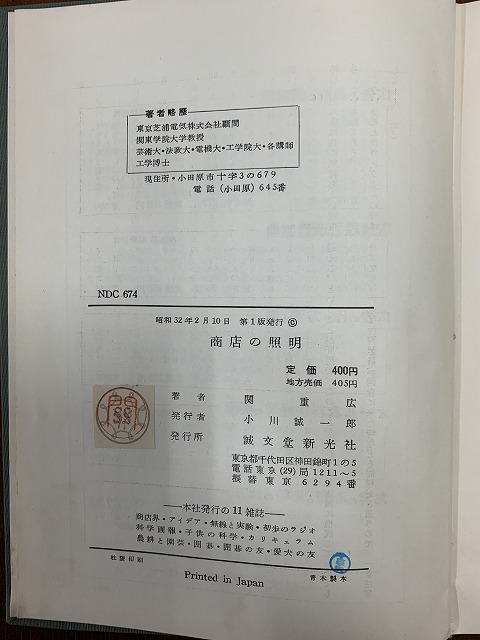 著者略歴
東京芝浦電気株式会社顧問
関東学院大学教授
芸術大・法政大・電機大・工学院大・各講師
工学博士
現住所・小田原市十字3の679
電話(小田原)645番
NDC 674
昭和32年2月10日 第1版発行 ©
商店の照明
定価 400円
地方売価 405円
著者 関重広
発行者 小川誠一郎
発行所 誠文堂新光社
東京都千代田区神田錦町1の5
電話東京(29)局1211〜5
振替東京6294番
本社発行の11雑誌
商店界・アイデア・無線と実験・初歩のラジオ
科学画報・子供の科学・カリキュラム
農耕と園芸・囲碁・囲碁の友・愛犬の友
Printed in Japan
青木製本